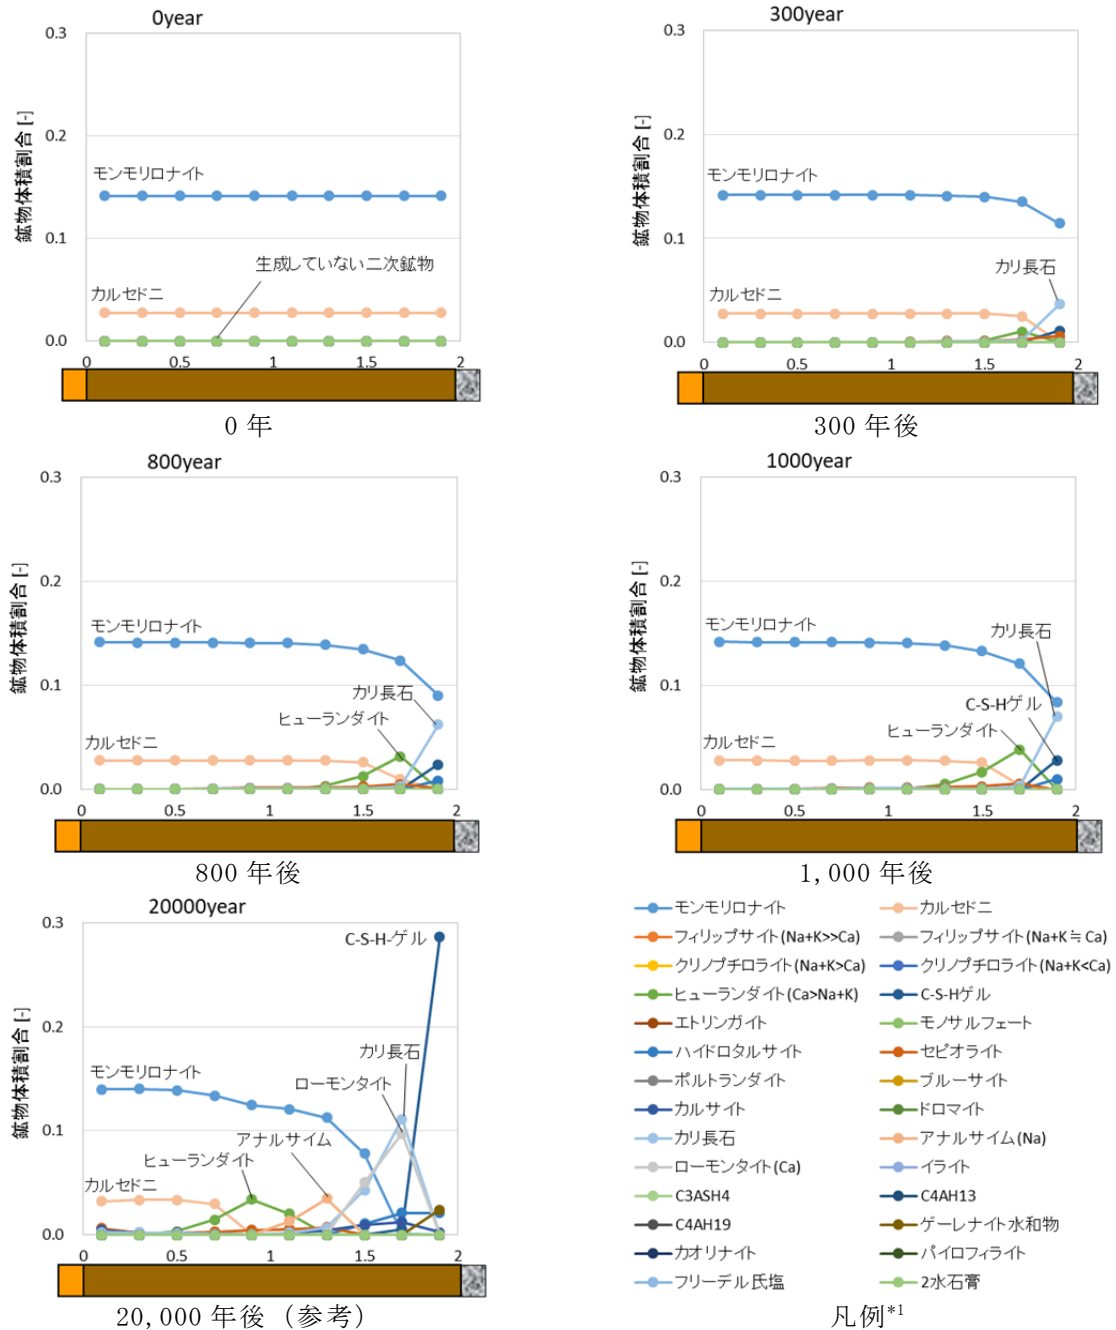 0year
鉱物体積割合 [-]
0.3
0.2
0.1
0.0
モンモリロナイト
生成していない二次鉱物
カルセドニ
0 0.5 1 1.5 2
0 年
300year
鉱物体積割合 [-]
0.3
0.2
0.1
0.0
モンモリロナイト
カリ長石
カルセドニ
0 0.5 1 1.5 2
300 年後
800year
鉱物体積割合 [-]
0.3
0.2
0.1
0.0
モンモリロナイト
カリ長石
ヒューランダイト
カルセドニ
0 0.5 1 1.5 2
800 年後
1000year
鉱物体積割合 [-]
0.3
0.2
0.1
0.0
モンモリロナイト
カリ長石
C-S-Hゲル
ヒューランダイト
カルセドニ
0 0.5 1 1.5 2
1,000 年後
20000year
鉱物体積割合 [-]
0.3
0.2
0.1
0.0
C-S-H-ゲル
カリ長石
モンモリロナイト
ローモンタイト
アナルサイム
ヒューランダイト
カルセドニ
0 0.5 1 1.5 2
20,000 年後（参考）
モンモリロナイト カルセドニ
フィリップサイト(Na+K>>Ca) フィリップサイト(Na+K≒Ca)
クリノプチロライト(Na+K>Ca) クリノプチロライト(Na+K<Ca)
ヒューランダイト(Ca>Na+K) C-S-Hゲル
エトリンガイト モノサルフェート
ハイドロタルサイト セピオライト
ポルトランダイト ブルーサイト
カルサイト ドロマイト
カリ長石 アナルサイム(Na)
ローモンタイト(Ca) イライト
C3ASH4 C4AH13
C4AH19 ゲーレナイト水和物
カオリナイト パイロフィライト
フリーデル氏塩 2水石膏
凡例*1